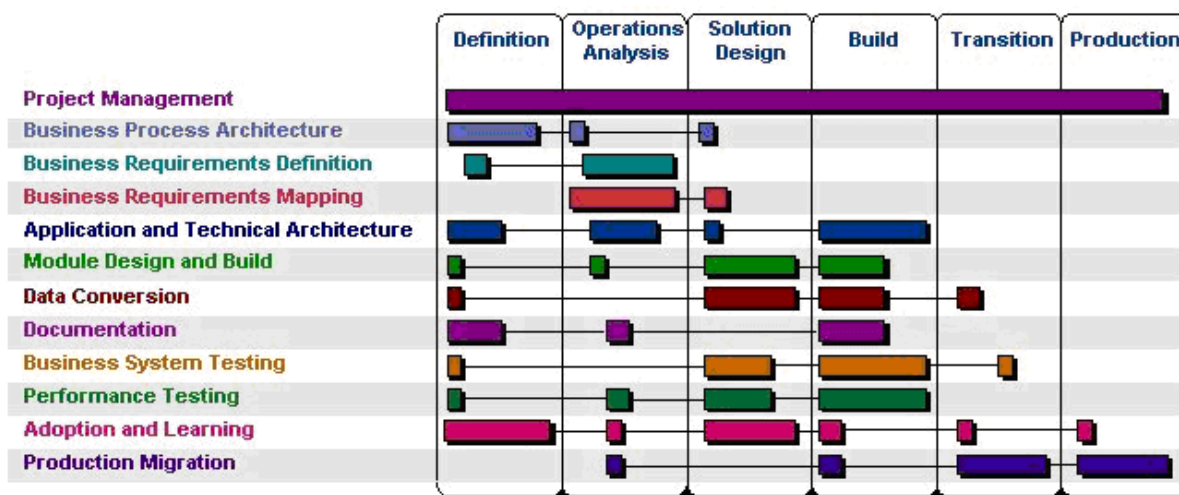 Definition
Operations
Analysis
Solution
Design
Build
Transition
Production
Project Management
Business Process Architecture
Business Requirements Definition
Business Requirements Mapping
Application and Technical Architecture
Module Design and Build
Data Conversion
Documentation
Business System Testing
Performance Testing
Adoption and Learning
Production Migration